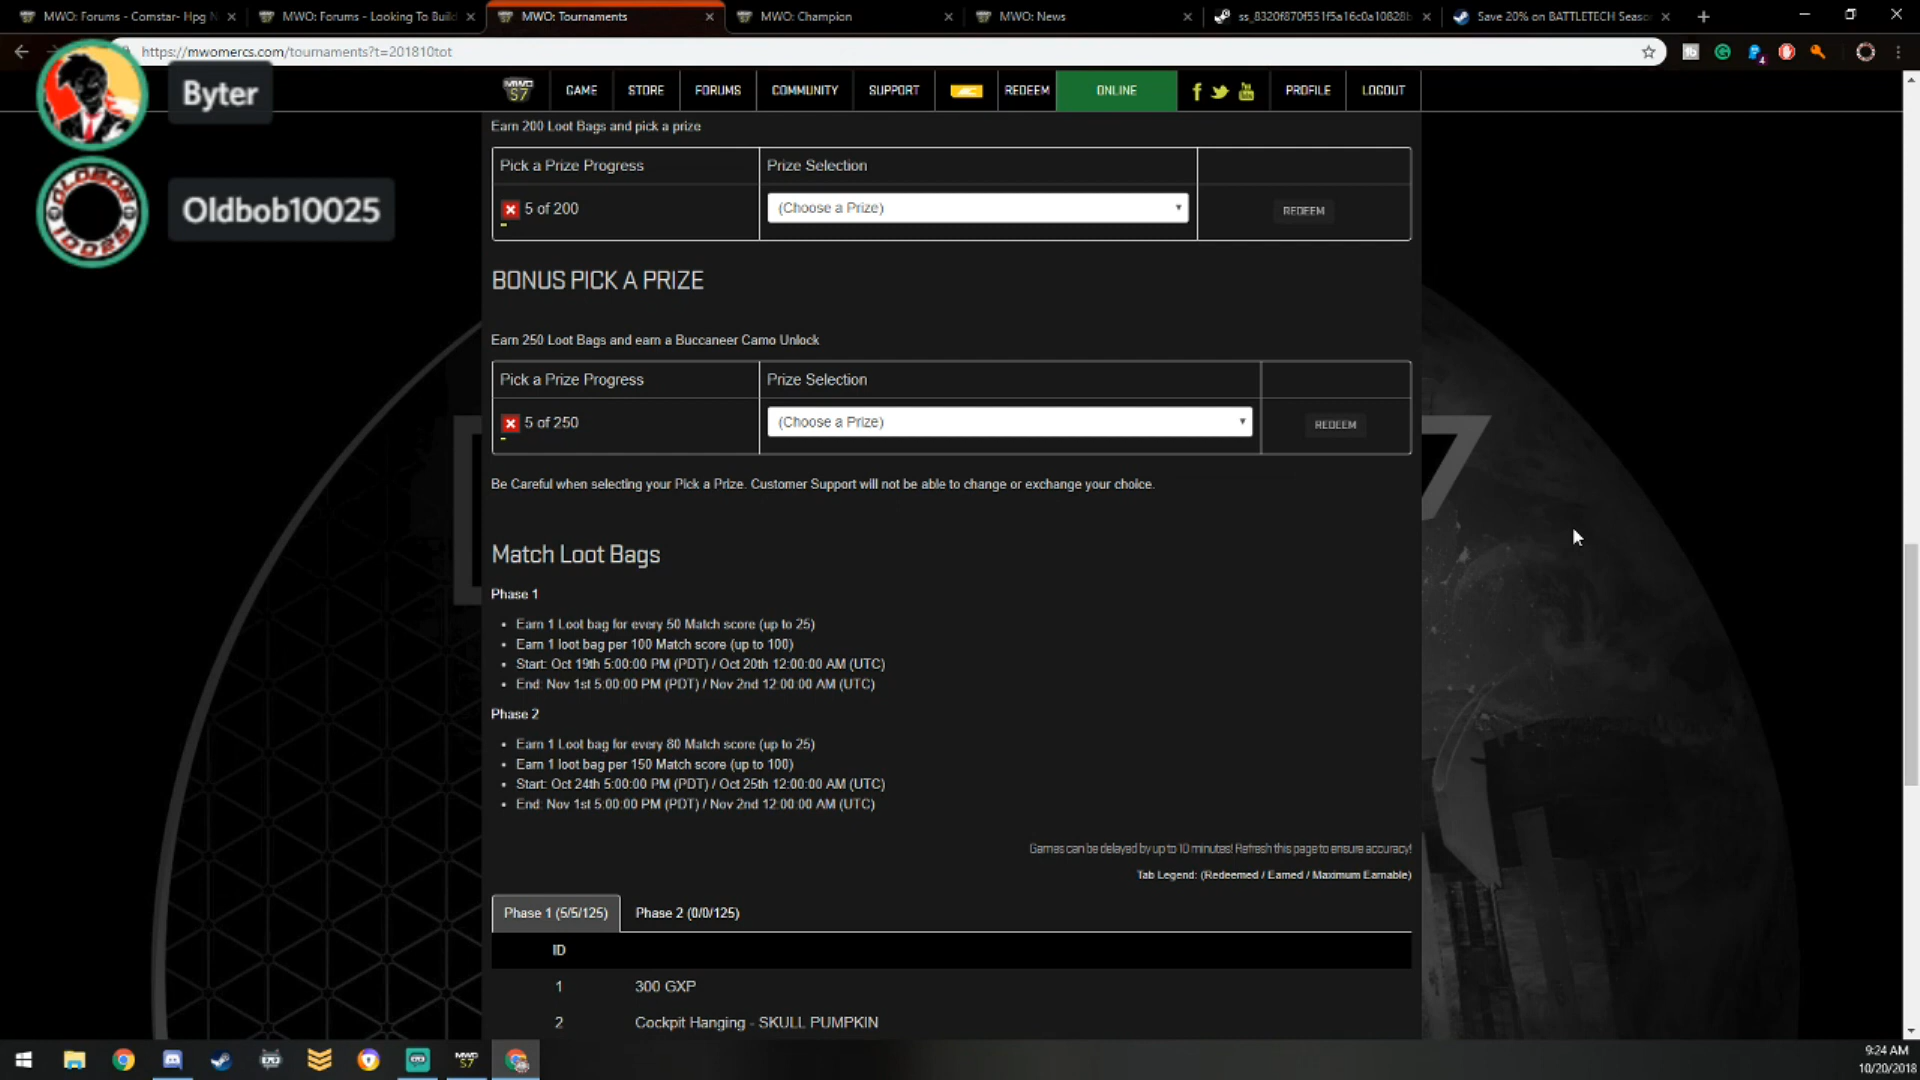 MWO: Forums - Comstar- Hpg N
MWO: Forums - Looking To Build
MWO: Tournaments
MWO: Champion
MWO: News
ss_8320f870f551f5a16c0a10828b
Save 20% on BATTLETECH Seaso
https://mwomercs.com/tournaments?t=201810tot
Byter
MWO S7
GAME
STORE
FORUMS
COMMUNITY
SUPPORT
REDEEM
ONLINE
PROFILE
LOGOUT
Oldbob10025
OLDBOB
10025
Earn 200 Loot Bags and pick a prize
Pick a Prize Progress
Prize Selection
5 of 200
(Choose a Prize)
REDEEM
BONUS PICK A PRIZE
Earn 250 Loot Bags and earn a Buccaneer Camo Unlock
Pick a Prize Progress
Prize Selection
5 of 250
(Choose a Prize)
REDEEM
Be Careful when selecting your Pick a Prize. Customer Support will not be able to change or exchange your choice.
Match Loot Bags
Phase 1
• Earn 1 Loot bag for every 50 Match score (up to 25)
• Earn 1 loot bag per 100 Match score (up to 100)
• Start: Oct 19th 5:00:00 PM (PDT) / Oct 20th 12:00:00 AM (UTC)
• End: Nov 1st 5:00:00 PM (PDT) / Nov 2nd 12:00:00 AM (UTC)
Phase 2
• Earn 1 Loot bag for every 80 Match score (up to 25)
• Earn 1 loot bag per 150 Match score (up to 100)
• Start: Oct 24th 5:00:00 PM (PDT) / Oct 25th 12:00:00 AM (UTC)
• End: Nov 1st 5:00:00 PM (PDT) / Nov 2nd 12:00:00 AM (UTC)
Games can be delayed by up to 10 minutes! Refresh this page to ensure accuracy!
Tab Legend: (Redeemed / Earned / Maximum Earnable)
Phase 1 (5/5/125)
Phase 2 (0/0/125)
ID
1 300 GXP
2 Cockpit Hanging - SKULL PUMPKIN
MWO S7
9:24 AM
10/20/2018